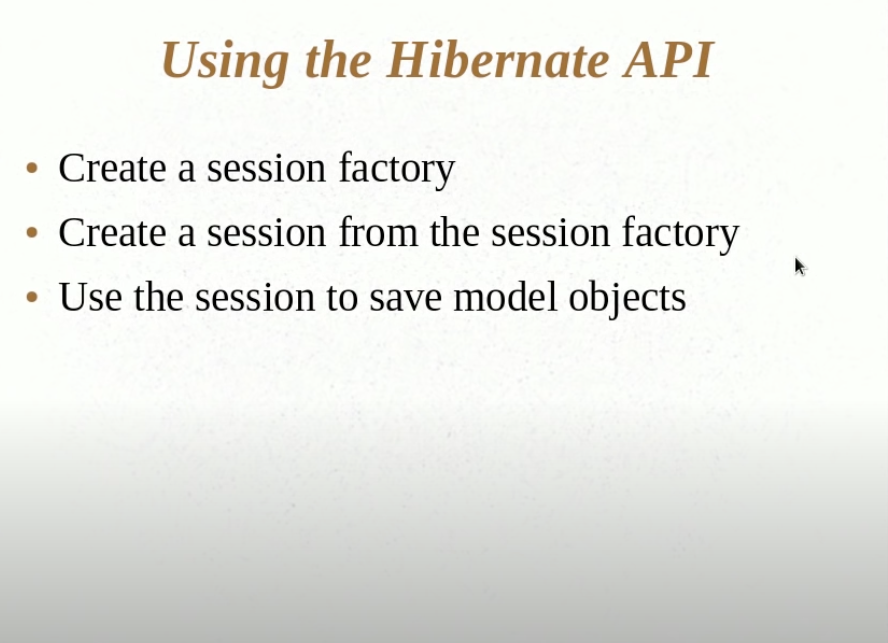 Using the Hibernate API
• Create a session factory
• Create a session from the session factory
• Use the session to save model objects